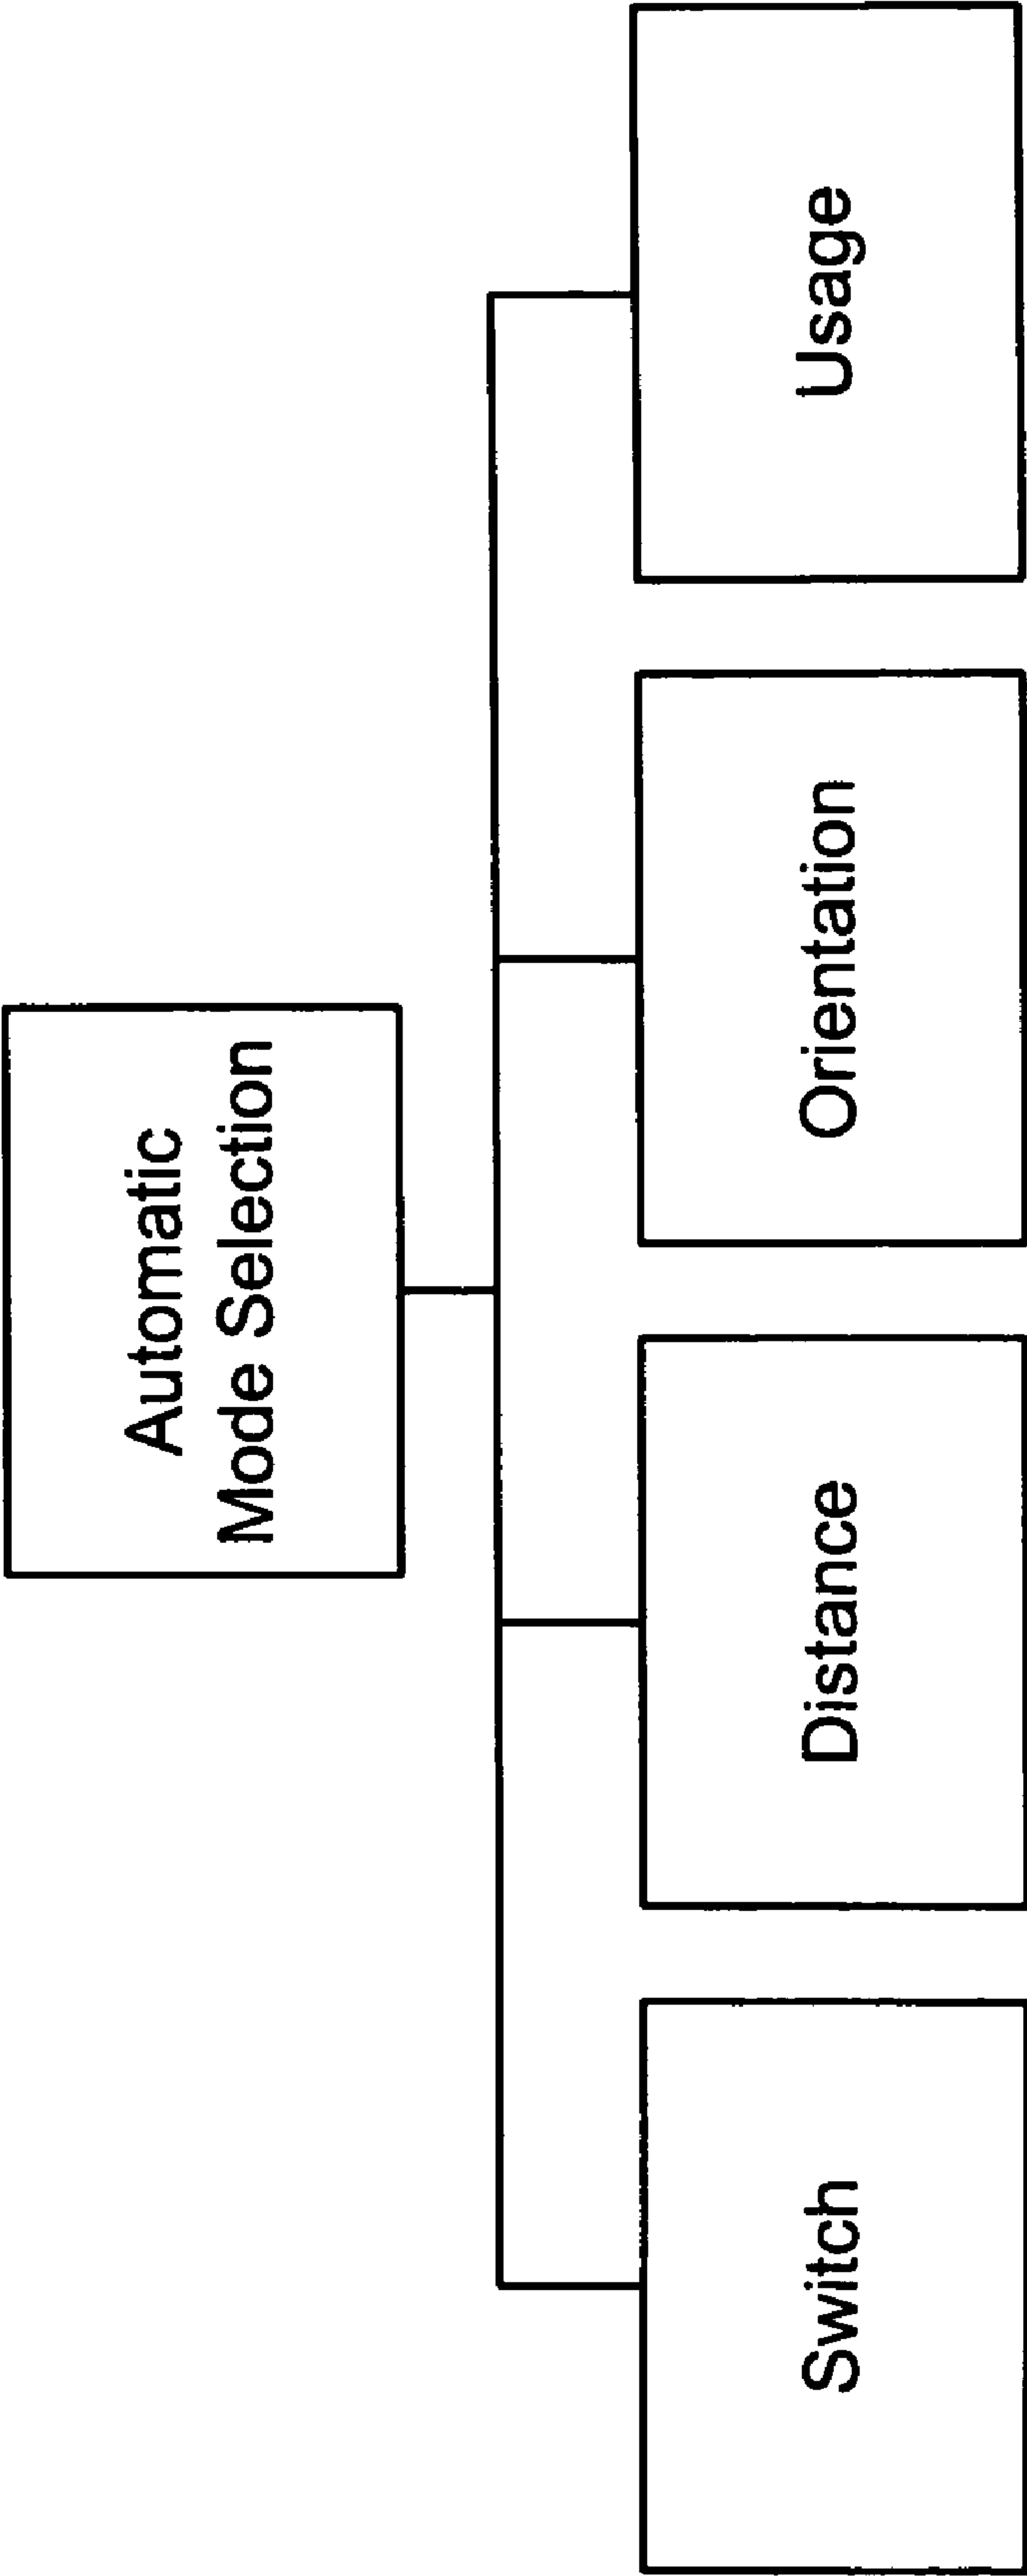 Automatic
Mode Selection
Switch
Distance
Orientation
Usage